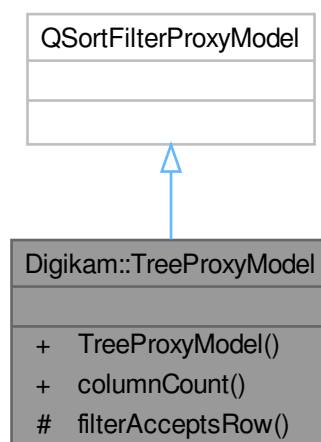 QSortFilterProxyModel
Digikam::TreeProxyModel
+ TreeProxyModel()
+ columnCount()
# filterAcceptsRow()